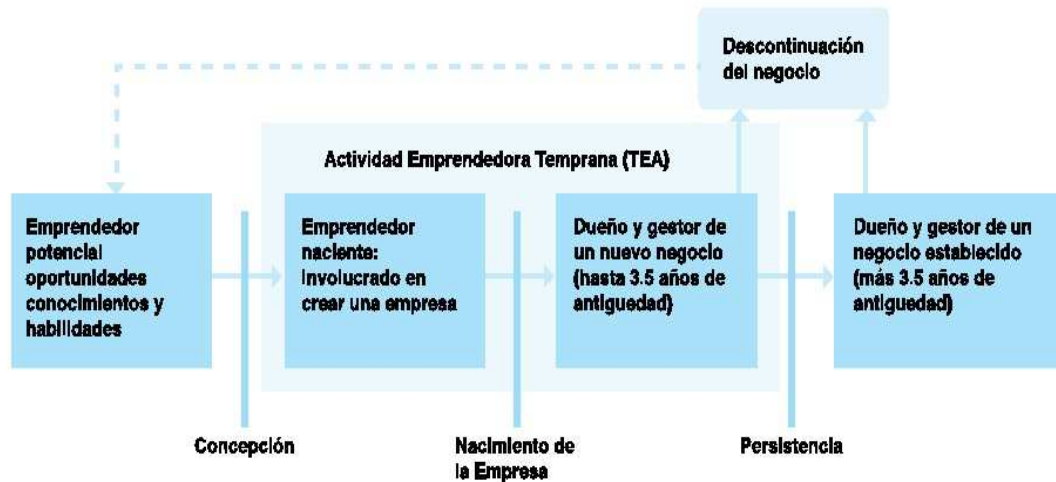 Descontinuación
del negocio
Actividad Emprendedora Temprana (TEA)
Emprendedor
potencial
oportunidades
conocimientos y
habilidades
Emprendedor
naciente:
Involucrado en
crear una empresa
Dueño y gestor de
un nuevo negocio
(hasta 3.5 años de
antiguedad)
Dueño y gestor de un
negocio establecido
(más 3.5 años de
antiguedad)
Concepción
Nacimiento de
la Empresa
Persistencia